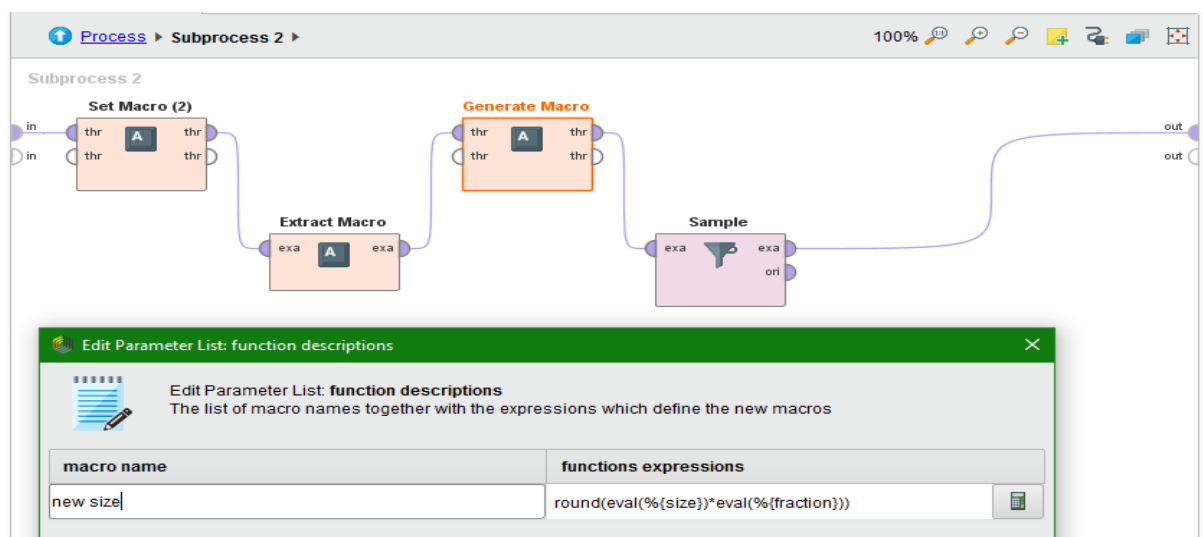 Process ▸ Subprocess 2 ▸
100%
Subprocess 2
Set Macro (2)
Generate Macro
in thr thr
in thr thr
thr thr
thr thr
out
out
Extract Macro
exa exa
Sample
exa exa
ori
Edit Parameter List: function descriptions
Edit Parameter List: function descriptions
The list of macro names together with the expressions which define the new macros
macro name
functions expressions
new size
round(eval(%{size})*eval(%{fraction}))